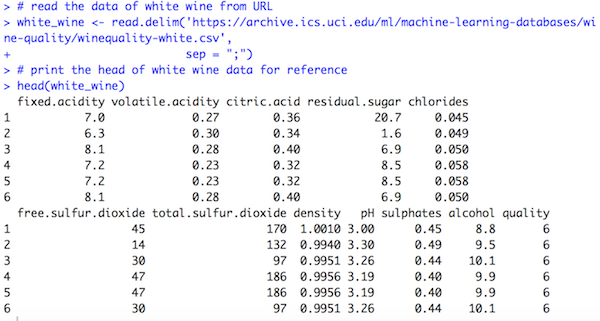 > # read the data of white wine from URL
> white_wine <- read.delim('https://archive.ics.uci.edu/ml/machine-learning-databases/wi
ne-quality/winequality-white.csv',
+                          sep = ";")
> # print the head of white wine data for reference
> head(white_wine)
  fixed.acidity volatile.acidity citric.acid residual.sugar chlorides
1           7.0             0.27        0.36           20.7     0.045
2           6.3             0.30        0.34            1.6     0.049
3           8.1             0.28        0.40            6.9     0.050
4           7.2             0.23        0.32            8.5     0.058
5           7.2             0.23        0.32            8.5     0.058
6           8.1             0.28        0.40            6.9     0.050
  free.sulfur.dioxide total.sulfur.dioxide density   pH sulphates alcohol quality
1                  45                  170  1.0010 3.00      0.45     8.8       6
2                  14                  132  0.9940 3.30      0.49     9.5       6
3                  30                   97  0.9951 3.26      0.44    10.1       6
4                  47                  186  0.9956 3.19      0.40     9.9       6
5                  47                  186  0.9956 3.19      0.40     9.9       6
6                  30                   97  0.9951 3.26      0.44    10.1       6